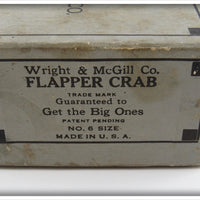 Wright & McGill Co.
FLAPPER CRAB
TRADE MARK
Guaranteed to
Get the Big Ones
PATENT PENDING
NO. 6 SIZE
MADE IN U. S. A.